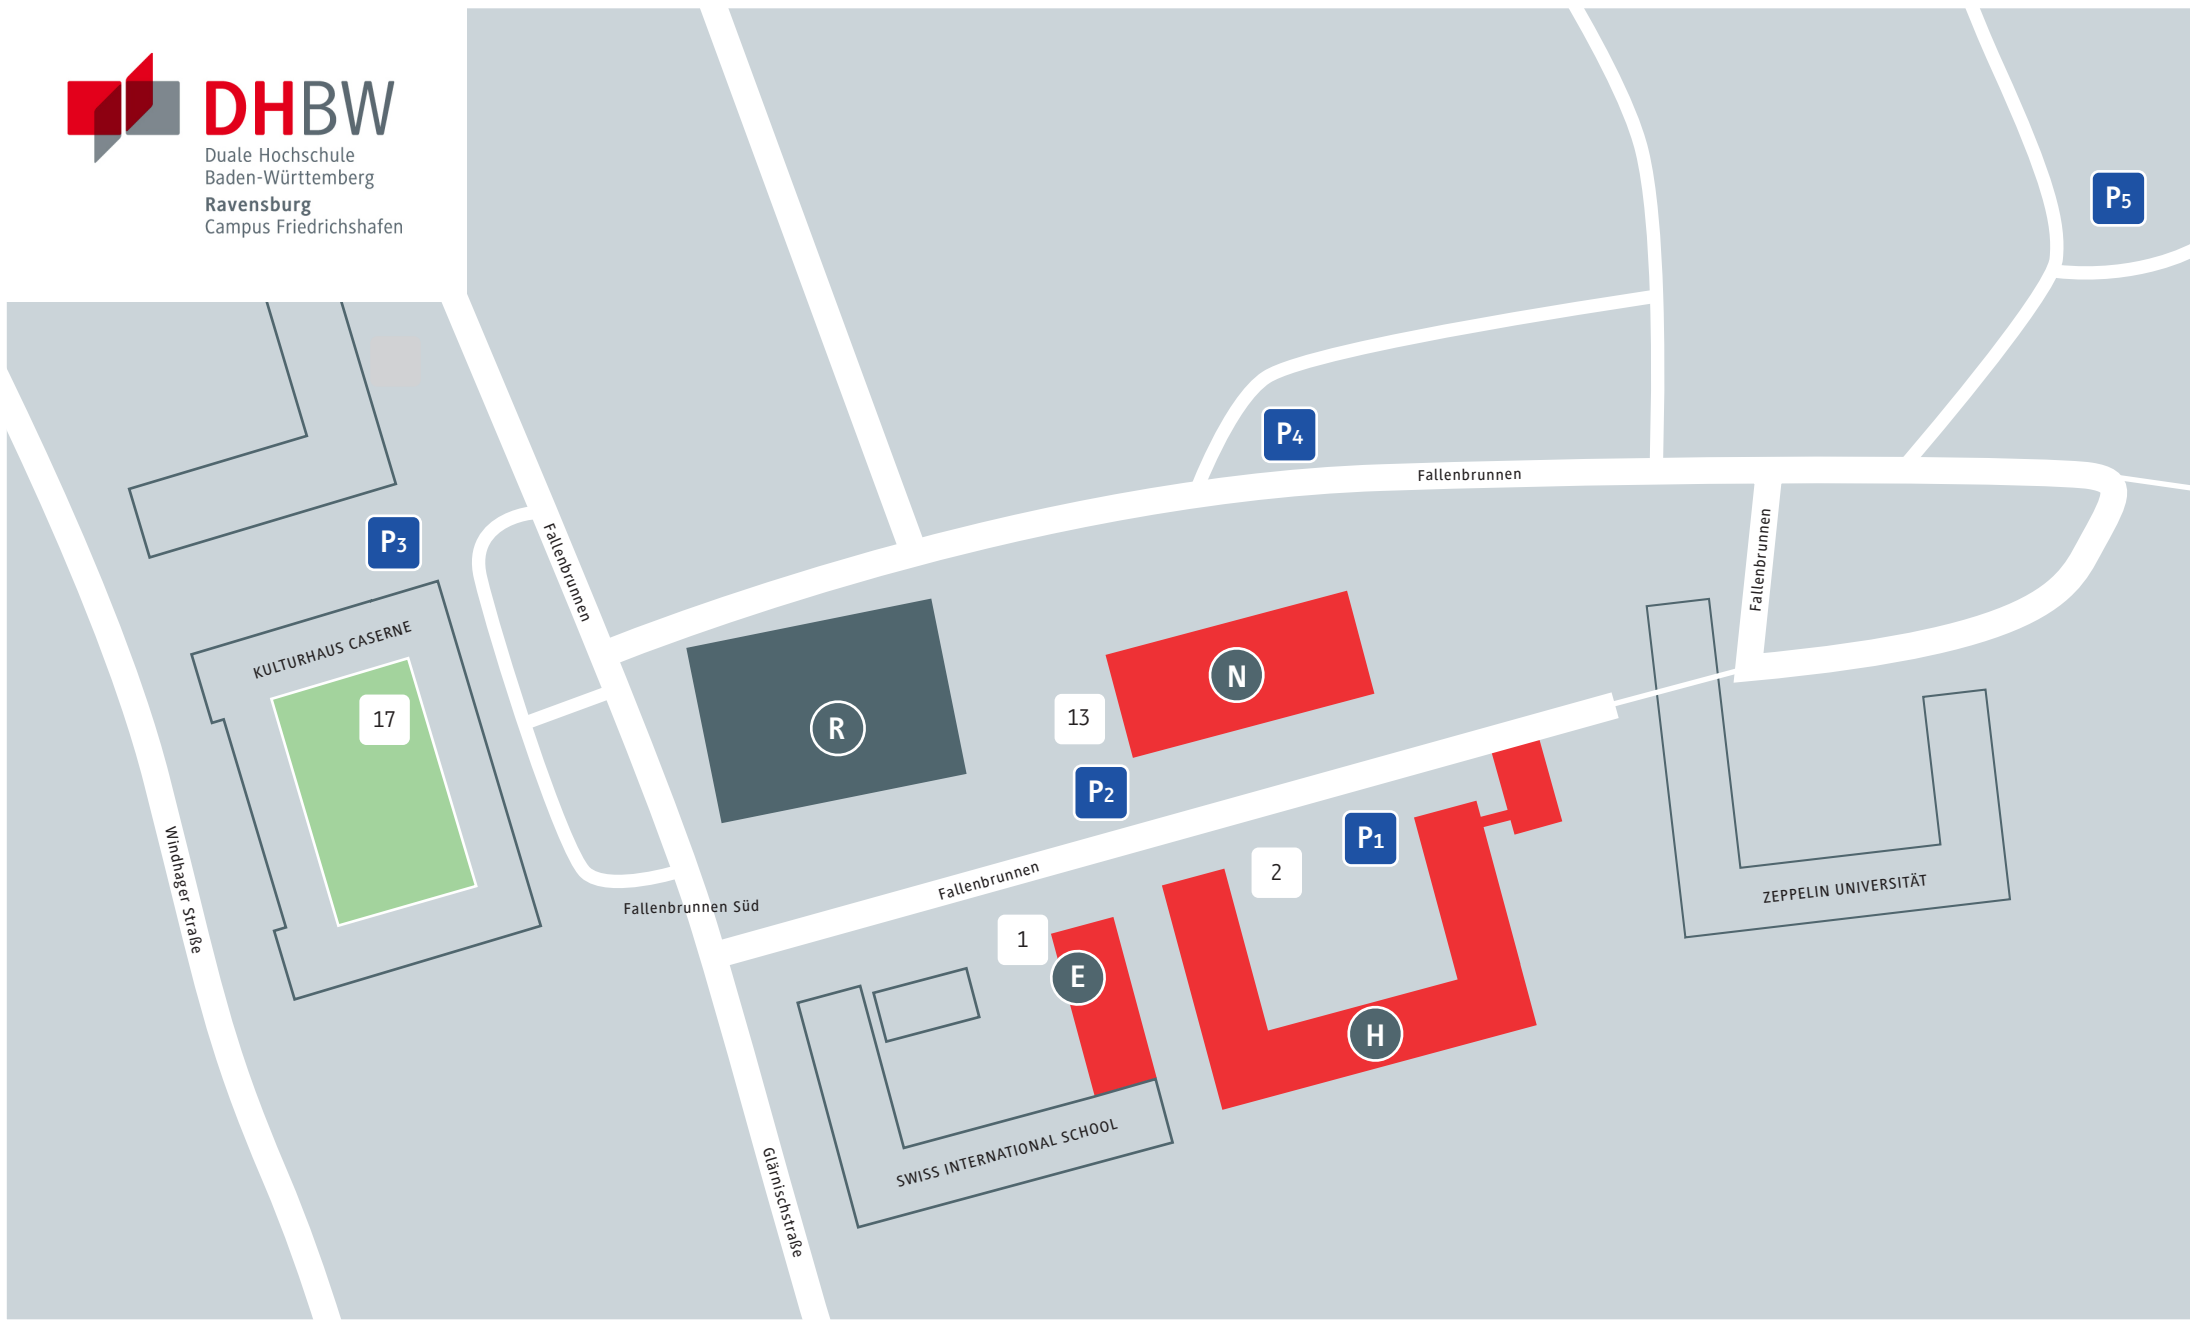 DHBW
Duale Hochschule
Baden-Württemberg
Ravensburg
Campus Friedrichshafen
P5
P4
Fallenbrunnen
P3
Fallenbrunnen
Fallenbrunnen
KULTURHAUS CASERNE
17
R
13
N
P2
P1
Windhager Straße
Fallenbrunnen Süd
Fallenbrunnen
2
ZEPPELIN UNIVERSITÄT
1
E
H
SWISS INTERNATIONAL SCHOOL
Glärnischstraße